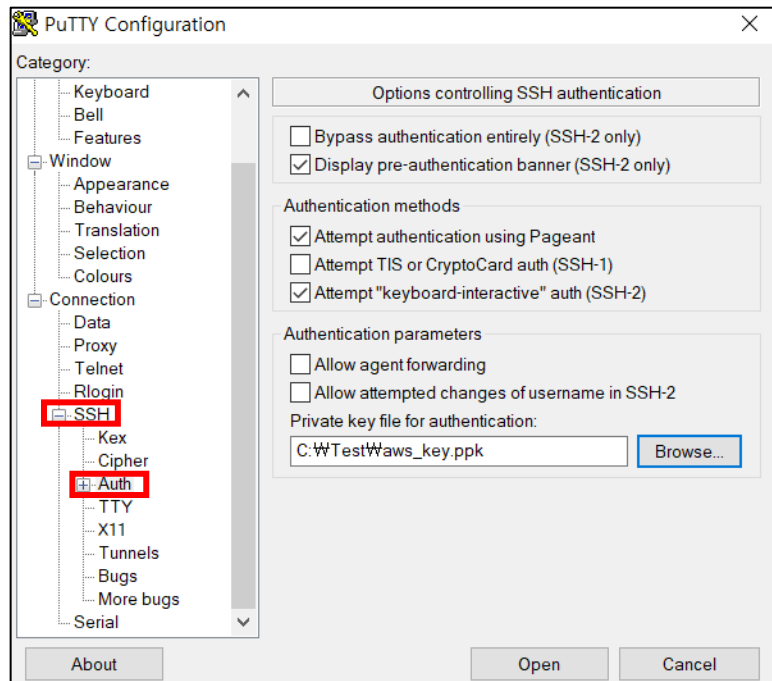 PuTTY Configuration
Category:
Keyboard
Bell
Features
Window
Appearance
Behaviour
Translation
Selection
Colours
Connection
Data
Proxy
Telnet
Rlogin
SSH
Kex
Cipher
Auth
TTY
X11
Tunnels
Bugs
More bugs
Serial
Options controlling SSH authentication
Bypass authentication entirely (SSH-2 only)
Display pre-authentication banner (SSH-2 only)
Authentication methods
Attempt authentication using Pageant
Attempt TIS or CryptoCard auth (SSH-1)
Attempt "keyboard-interactive" auth (SSH-2)
Authentication parameters
Allow agent forwarding
Allow attempted changes of username in SSH-2
Private key file for authentication:
C:₩Test₩aws_key.ppk
Browse...
About
Open
Cancel